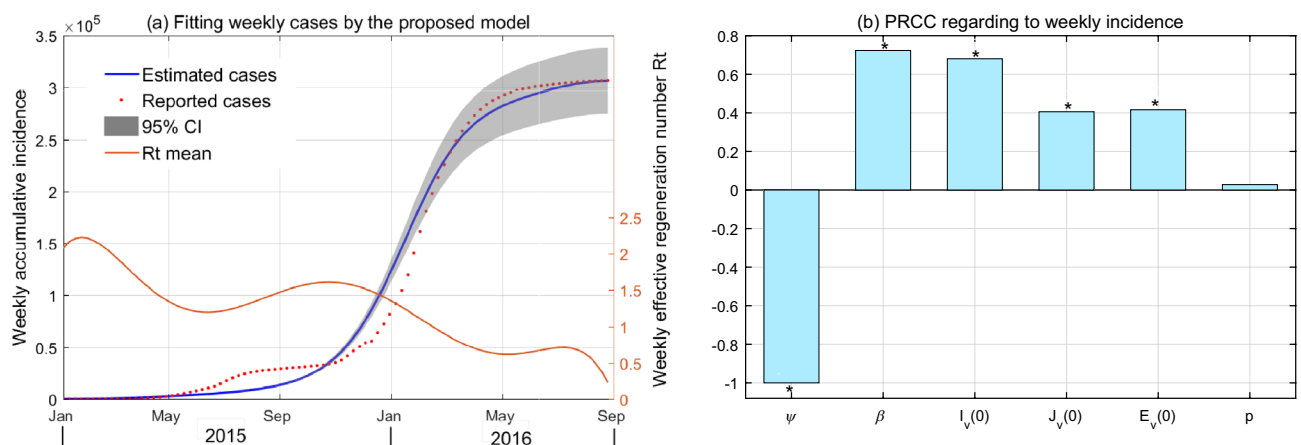 (a) Fitting weekly cases by the proposed model
×10⁵
Weekly accumulative incidence
3.5
3
2.5
2
1.5
1
0.5
0
Estimated cases
Reported cases
95% CI
Rt mean
2.5
2
1.5
1
0.5
0
Jan May Sep Jan May Sep
2015 2016
Weekly effective regeneration number Rt
(b) PRCC regarding to weekly incidence
0.8
0.6
0.4
0.2
0
-0.2
-0.4
-0.6
-0.8
-1
* * * * * 
ψ β I_v(0) J_v(0) E_v(0) p